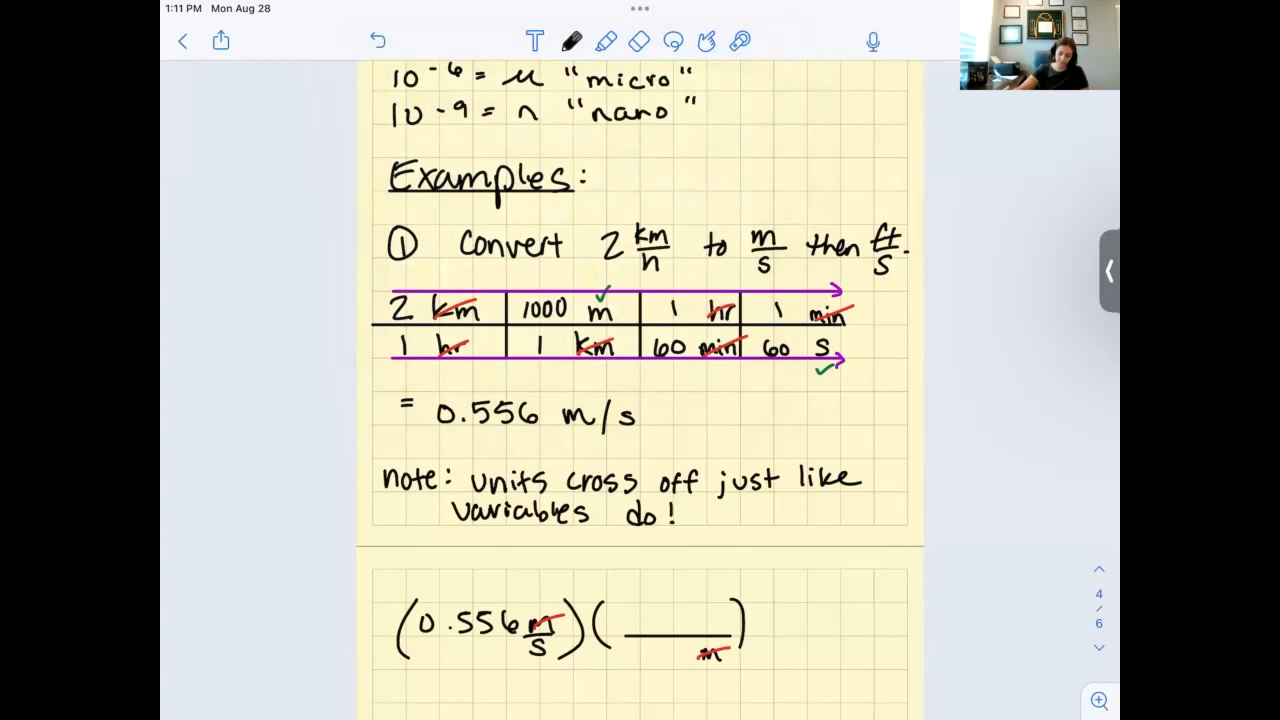 1:11 PM Mon Aug 28
10⁻⁶ = μ "micro"
10⁻⁹ = n "nano"
Examples:
① Convert 2 km/h to m/s then ft/s.
2 km | 1000 m | 1 hr | 1 min
1 hr | 1 km | 60 min | 60 s
= 0.556 m/s
note: units cross off just like
variables do!
(0.556 m/s)(____/m)
4
/
6